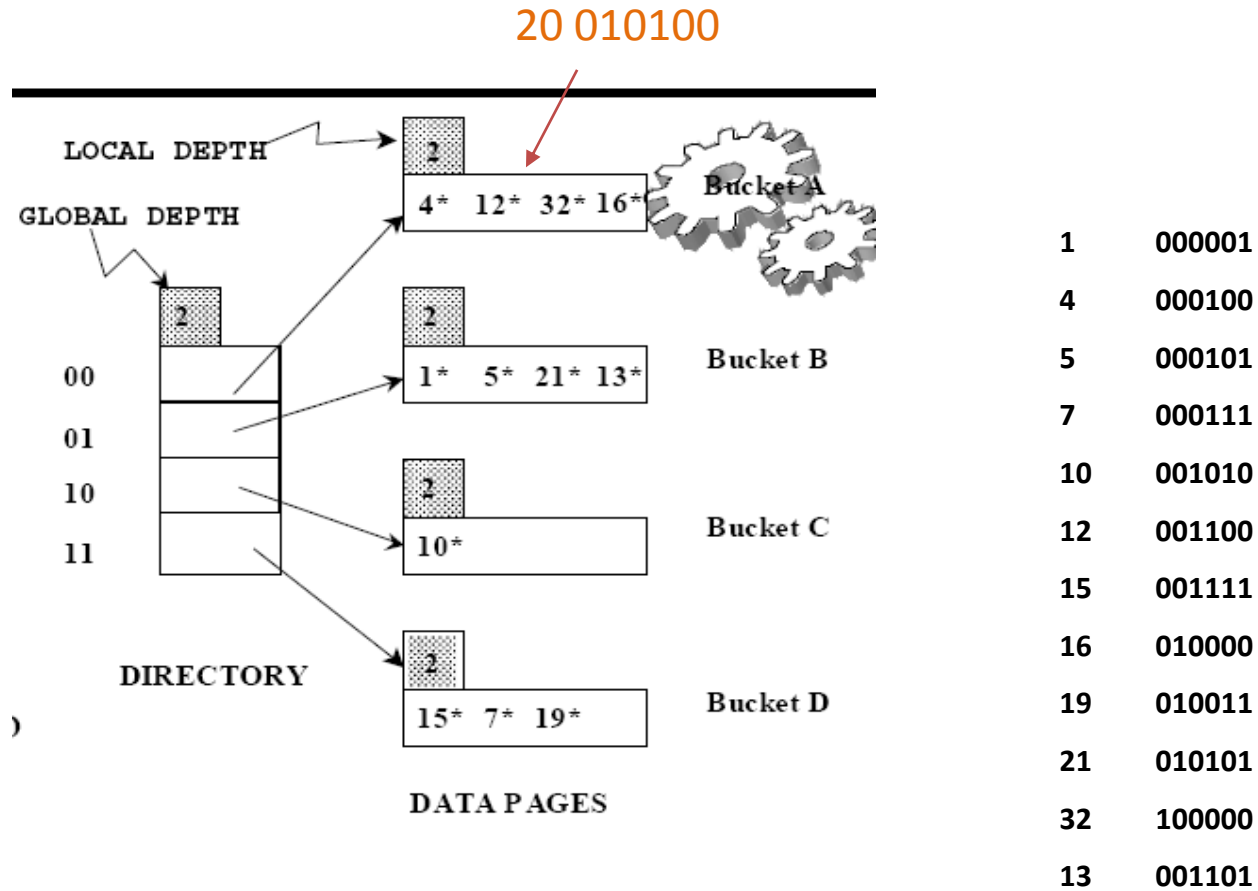 20 010100
LOCAL DEPTH
2
4* 12* 32* 16*
Bucket A
GLOBAL DEPTH
2
00
01
10
11
DIRECTORY
2
1* 5* 21* 13*
Bucket B
2
10*
Bucket C
2
15* 7* 19*
Bucket D
DATA PAGES
)
1 000001
4 000100
5 000101
7 000111
10 001010
12 001100
15 001111
16 010000
19 010011
21 010101
32 100000
13 001101